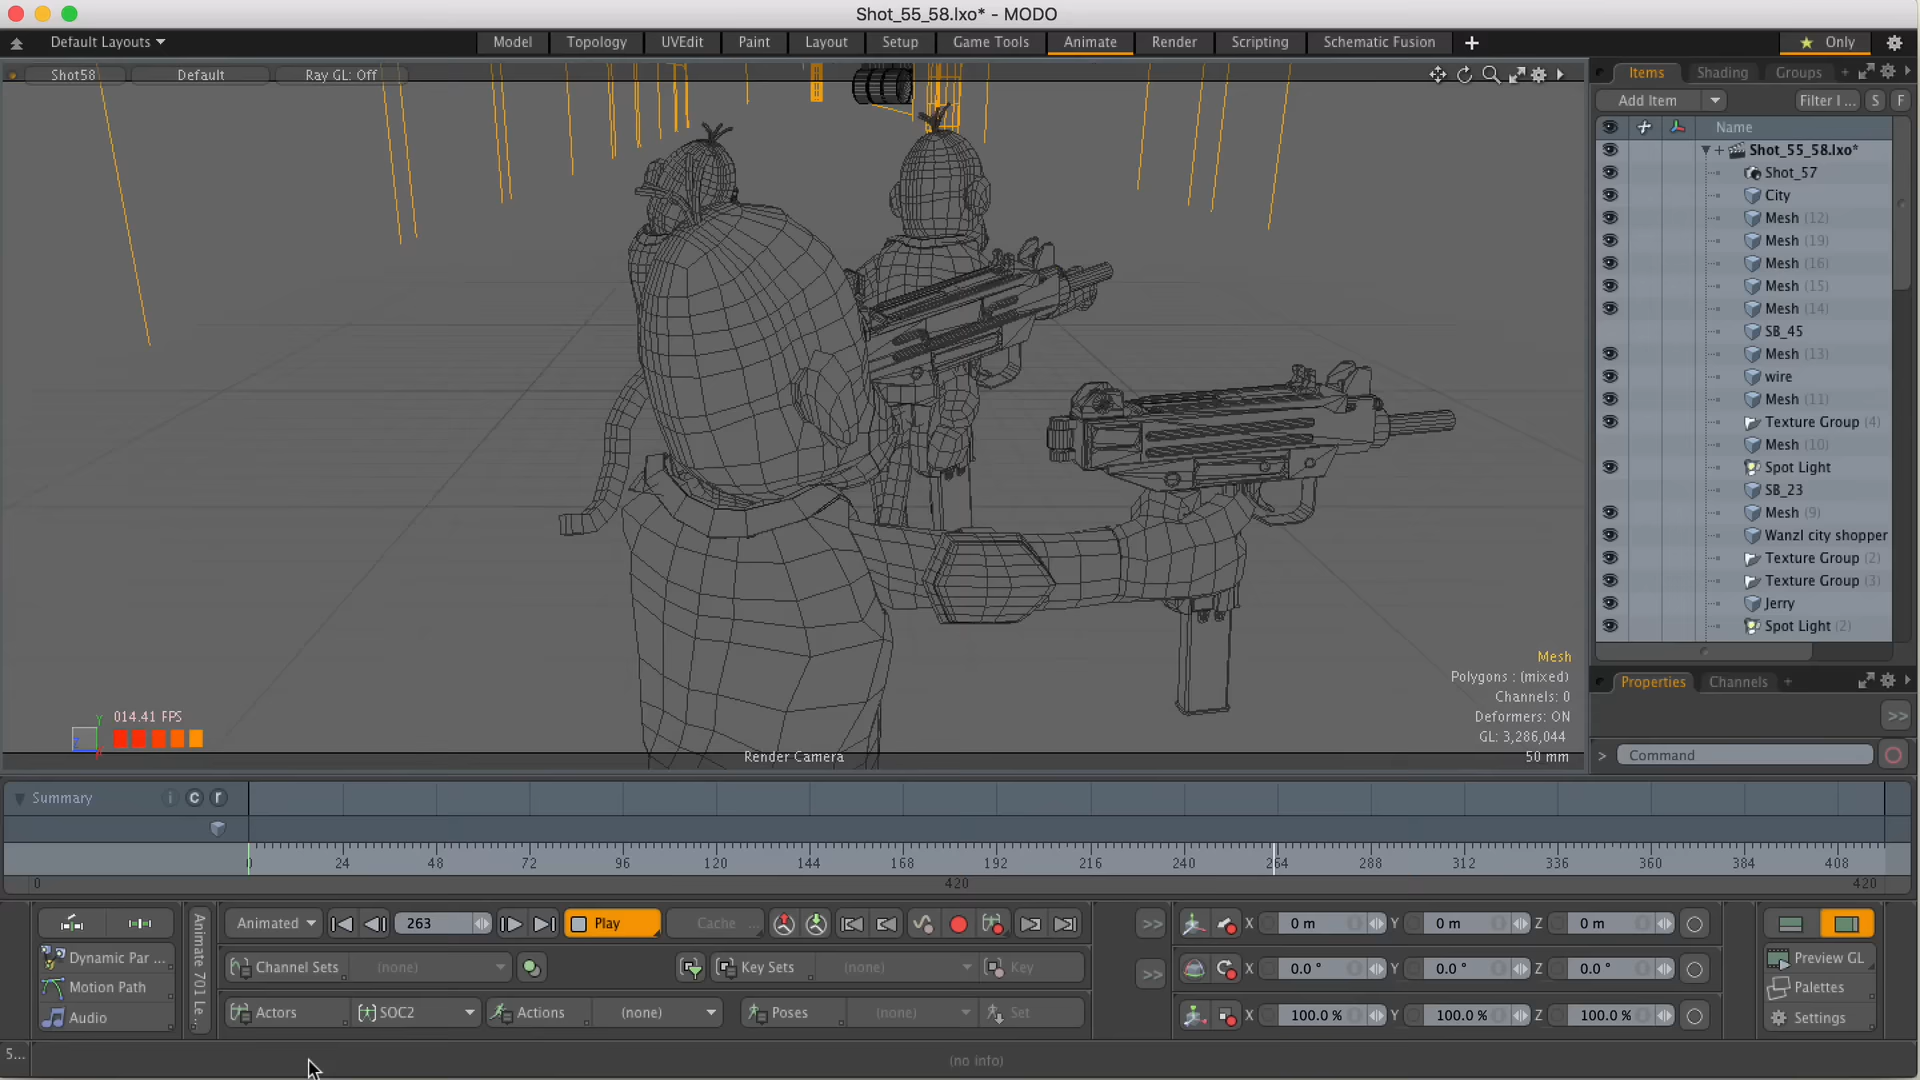 Shot_55_58.lxo* - MODO
Default Layouts
Model Topology UVEdit Paint Layout Setup Game Tools Animate Render Scripting Schematic Fusion +
Only
Shot58 Default Ray GL: Off
Items Shading Groups +
Add Item Filter I ... S F
Name
Shot_55_58.lxo*
Shot_57
City
Mesh (12)
Mesh (19)
Mesh (16)
Mesh (15)
Mesh (14)
SB_45
Mesh (13)
wire
Mesh (11)
Texture Group (4)
Mesh (10)
Spot Light
SB_23
Mesh (9)
Wanzl city shopper
Texture Group (2)
Texture Group (3)
Jerry
Spot Light (2)
Mesh
Polygons : (mixed)
Channels: 0
Deformers: ON
GL: 3,286,044
50 mm
Render Camera
014.41 FPS
Y
Properties Channels +
>>
> Command
Summary i c r
0 24 48 72 96 120 144 168 192 216 240 264 288 312 336 360 384 408
0 420 420
Animate 701 Le...
Animated 263 Play Cache ...
Dynamic Par ...
Motion Path
Audio
Channel Sets (none) Key Sets (none) Key
Actors SOC2 Actions (none) Poses (none) Set
>> X 0 m Y 0 m Z 0 m
>> X 0.0 ° Y 0.0 ° Z 0.0 °
X 100.0 % Y 100.0 % Z 100.0 %
Preview GL
Palettes
Settings
S... (no info)